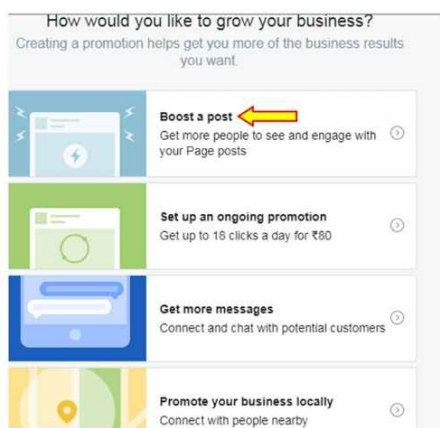 How would you like to grow your business?
Creating a promotion helps get you more of the business results
you want.
Boost a post
Get more people to see and engage with
your Page posts
Set up an ongoing promotion
Get up to 18 clicks a day for ₹80
Get more messages
Connect and chat with potential customers
Promote your business locally
Connect with people nearby